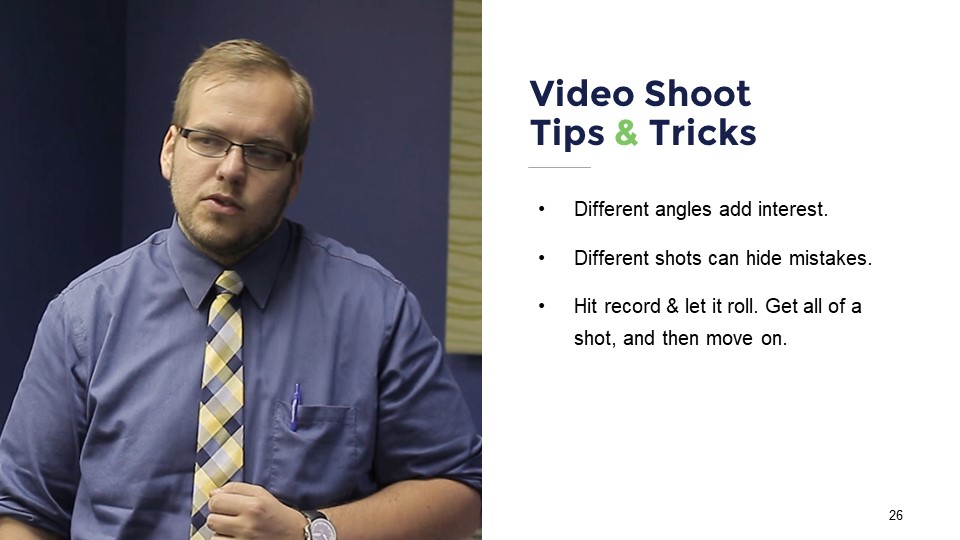 Video Shoot
Tips & Tricks
• Different angles add interest.
• Different shots can hide mistakes.
• Hit record & let it roll. Get all of a
shot, and then move on.
26